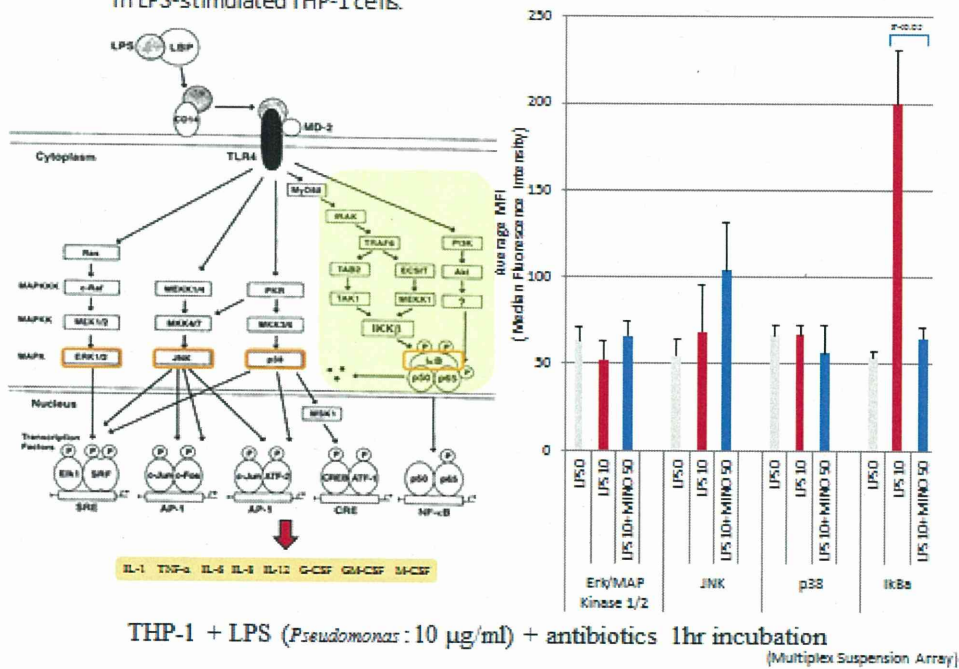 in LPS-stimulated THP-1 cells.
LPS LBP
CD14
MD-2
TLR4
Cytoplasm
MyD88
IRAK
TRAF6
PI3K
TAB2 ECSIT Akt
TAK1 MEKK1 ?
IKKβ
P P
IκB
p50 p65 P
Ras
MAPKKK c-Raf MEKK1/4 PKR
MAPKK MEK1/2 MKK4/7 MKK3/6
MAPK ERK1/2 JNK p38
Nucleus
MSK1
Transcription
Factors
P P P P P P P P P
Elk1 SRF c-Jun c-Fos c-Jun ATF-2 CREB ATF-1 p50 p65
SRE AP-1 AP-1 CRE NF-κB
IL-1 TNF-α IL-6 IL-8 IL-12 G-CSF GM-CSF M-CSF
Average MFI
(Median Fluorescence Intensity)
250
200
150
100
50
0
LPS 0
LPS 10
LPS 10+MINO 50
LPS 0
LPS 10
LPS 10+MINO 50
LPS 0
LPS 10
LPS 10+MINO 50
LPS 0
LPS 10
LPS 10+MINO 50
Erk/MAP JNK p38 IkBa
Kinase 1/2
THP-1 + LPS (Pseudomonas : 10 μg/ml) + antibiotics 1hr incubation
(Multiplex Suspension Array)